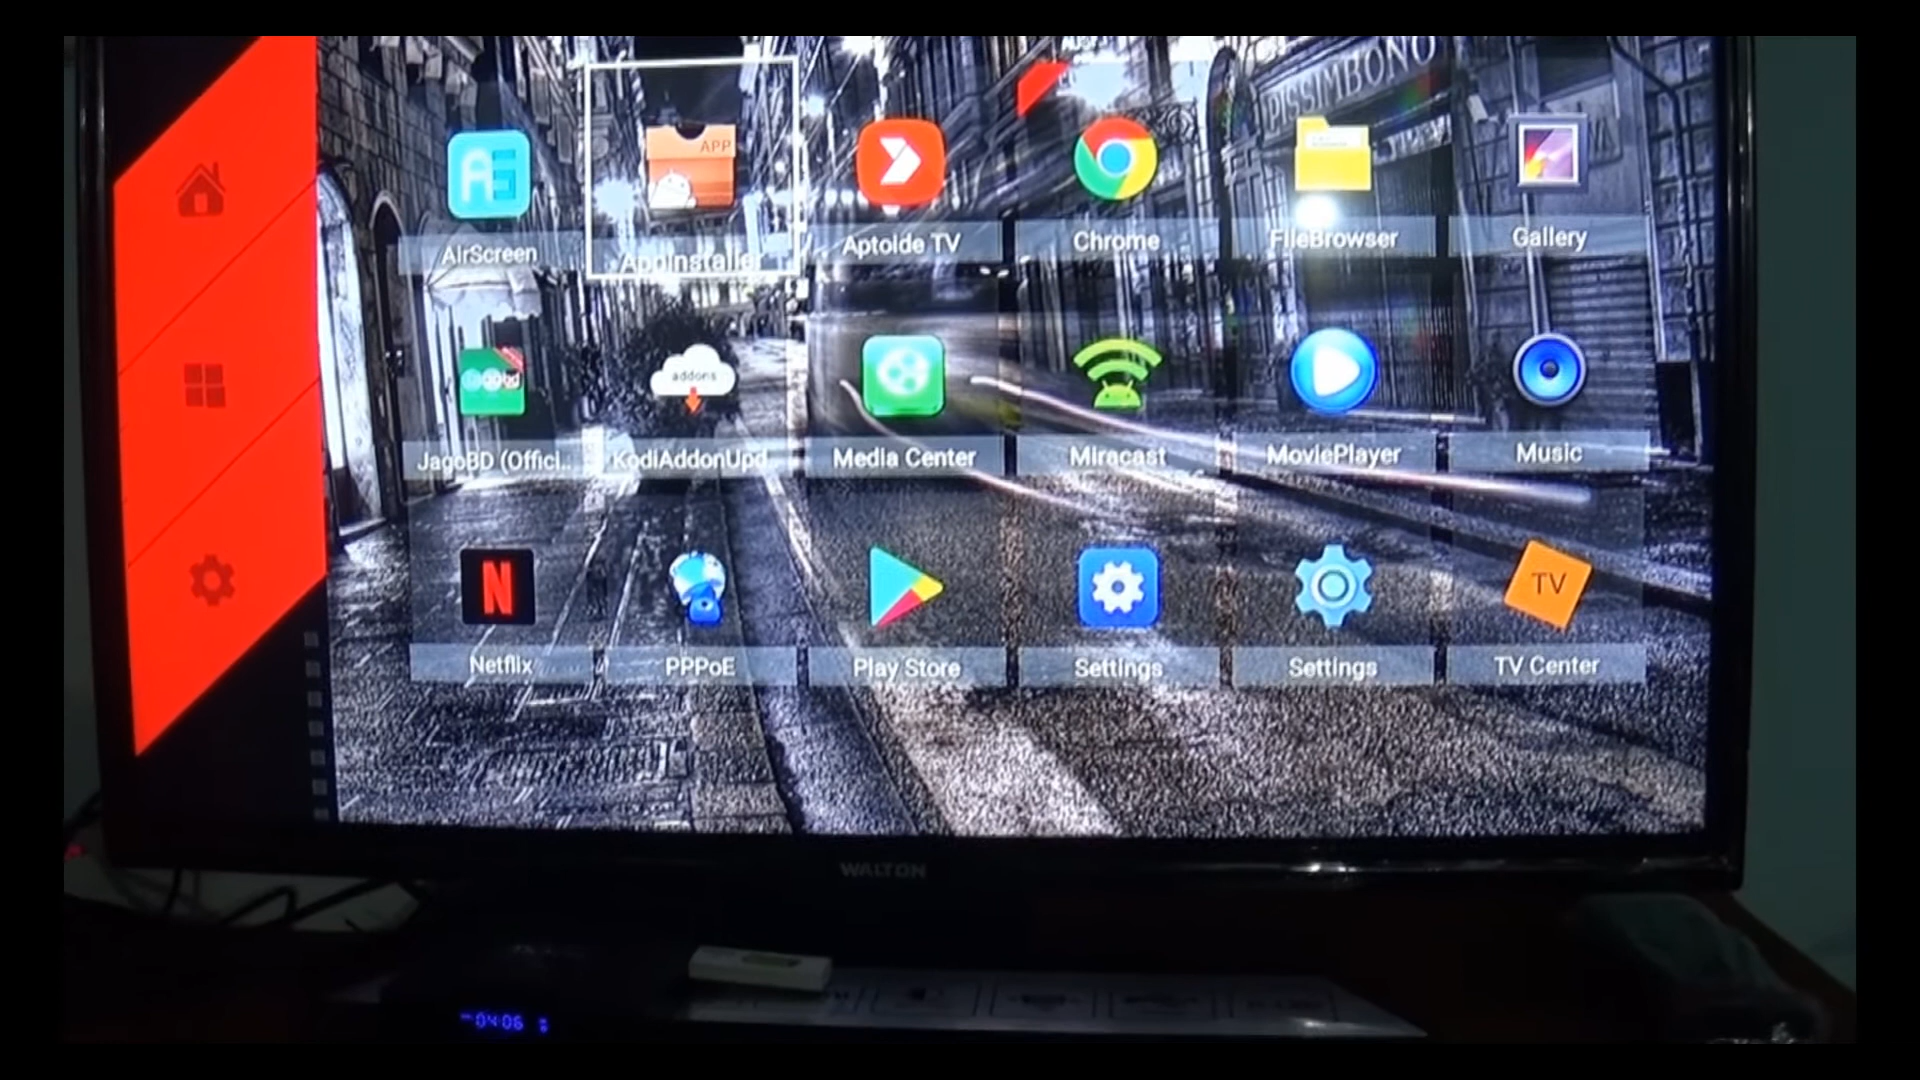 PISSIMBONO
AirScreen
APP
AppInstaller
Aptoide TV
Chrome
FileBrowser
Gallery
JagoBD (Offici..
addons
KodiAddonUpd..
Media Center
Miracast
MoviePlayer
Music
N
Netflix
PPPoE
Play Store
Settings
Settings
TV
TV Center
WALTON
04:06